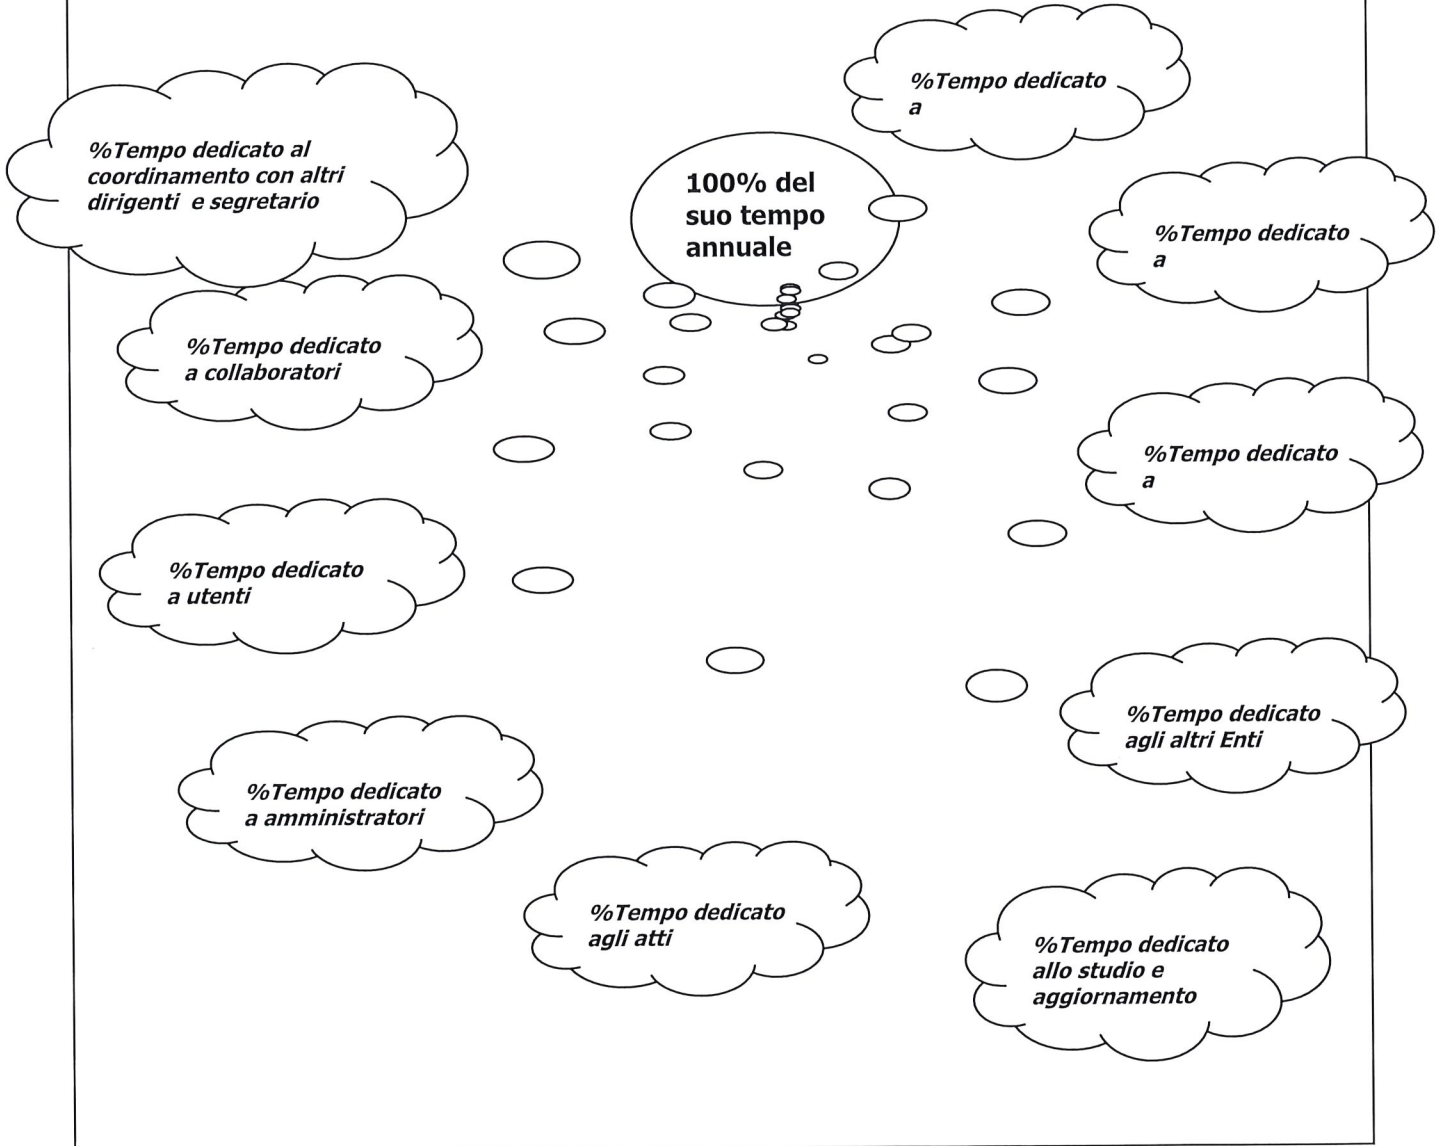 %Tempo dedicato
a
%Tempo dedicato al
coordinamento con altri
dirigenti e segretario
100% del
suo tempo
annuale
%Tempo dedicato
a
%Tempo dedicato
a collaboratori
%Tempo dedicato
a
%Tempo dedicato
a utenti
%Tempo dedicato
agli altri Enti
%Tempo dedicato
a amministratori
%Tempo dedicato
agli atti
%Tempo dedicato
allo studio e
aggiornamento